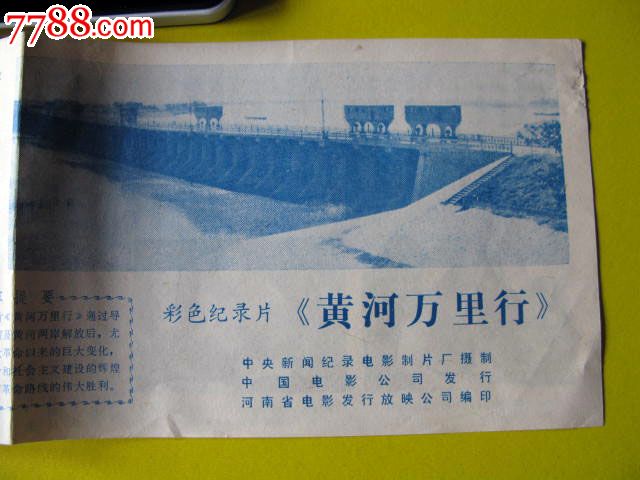 7788.com
提要
《黄河万里行》通过导
黄河两岸解放后,尤
革命以来的巨大变化,
和社会主义建设的辉煌
革命路线的伟大胜利。
彩色纪录片《黄河万里行》
中央新闻纪录电影制片厂摄制
中国电影公司发行
河南省电影发行放映公司编印